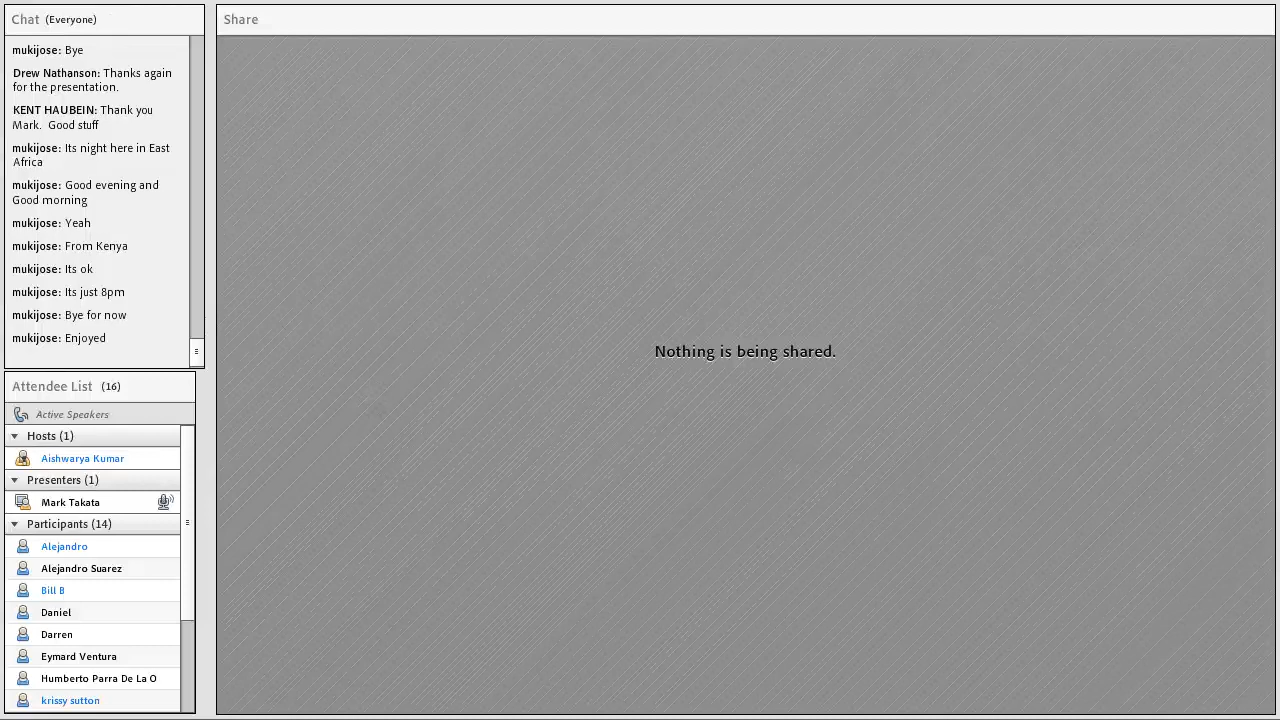 Chat (Everyone)
mukijose: Bye
Drew Nathanson: Thanks again
for the presentation.
KENT HAUBEIN: Thank you
Mark.  Good stuff
mukijose: Its night here in East
Africa
mukijose: Good evening and
Good morning
mukijose: Yeah
mukijose: From Kenya
mukijose: Its ok
mukijose: Its just 8pm
mukijose: Bye for now
mukijose: Enjoyed
Attendee List (16)
Active Speakers
Hosts (1)
Aishwarya Kumar
Presenters (1)
Mark Takata
Participants (14)
Alejandro
Alejandro Suarez
Bill B
Daniel
Darren
Eymard Ventura
Humberto Parra De La O
krissy sutton
Share
Nothing is being shared.